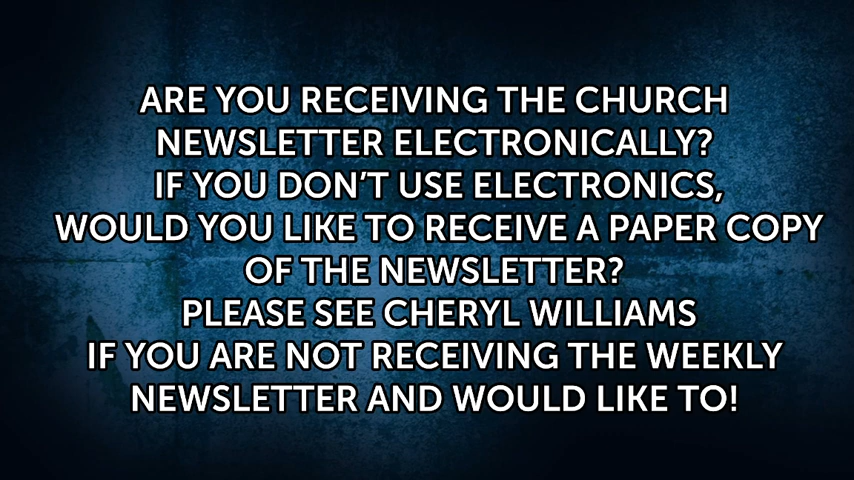 ARE YOU RECEIVING THE CHURCH
NEWSLETTER ELECTRONICALLY?
IF YOU DON'T USE ELECTRONICS,
WOULD YOU LIKE TO RECEIVE A PAPER COPY
OF THE NEWSLETTER?
PLEASE SEE CHERYL WILLIAMS
IF YOU ARE NOT RECEIVING THE WEEKLY
NEWSLETTER AND WOULD LIKE TO!